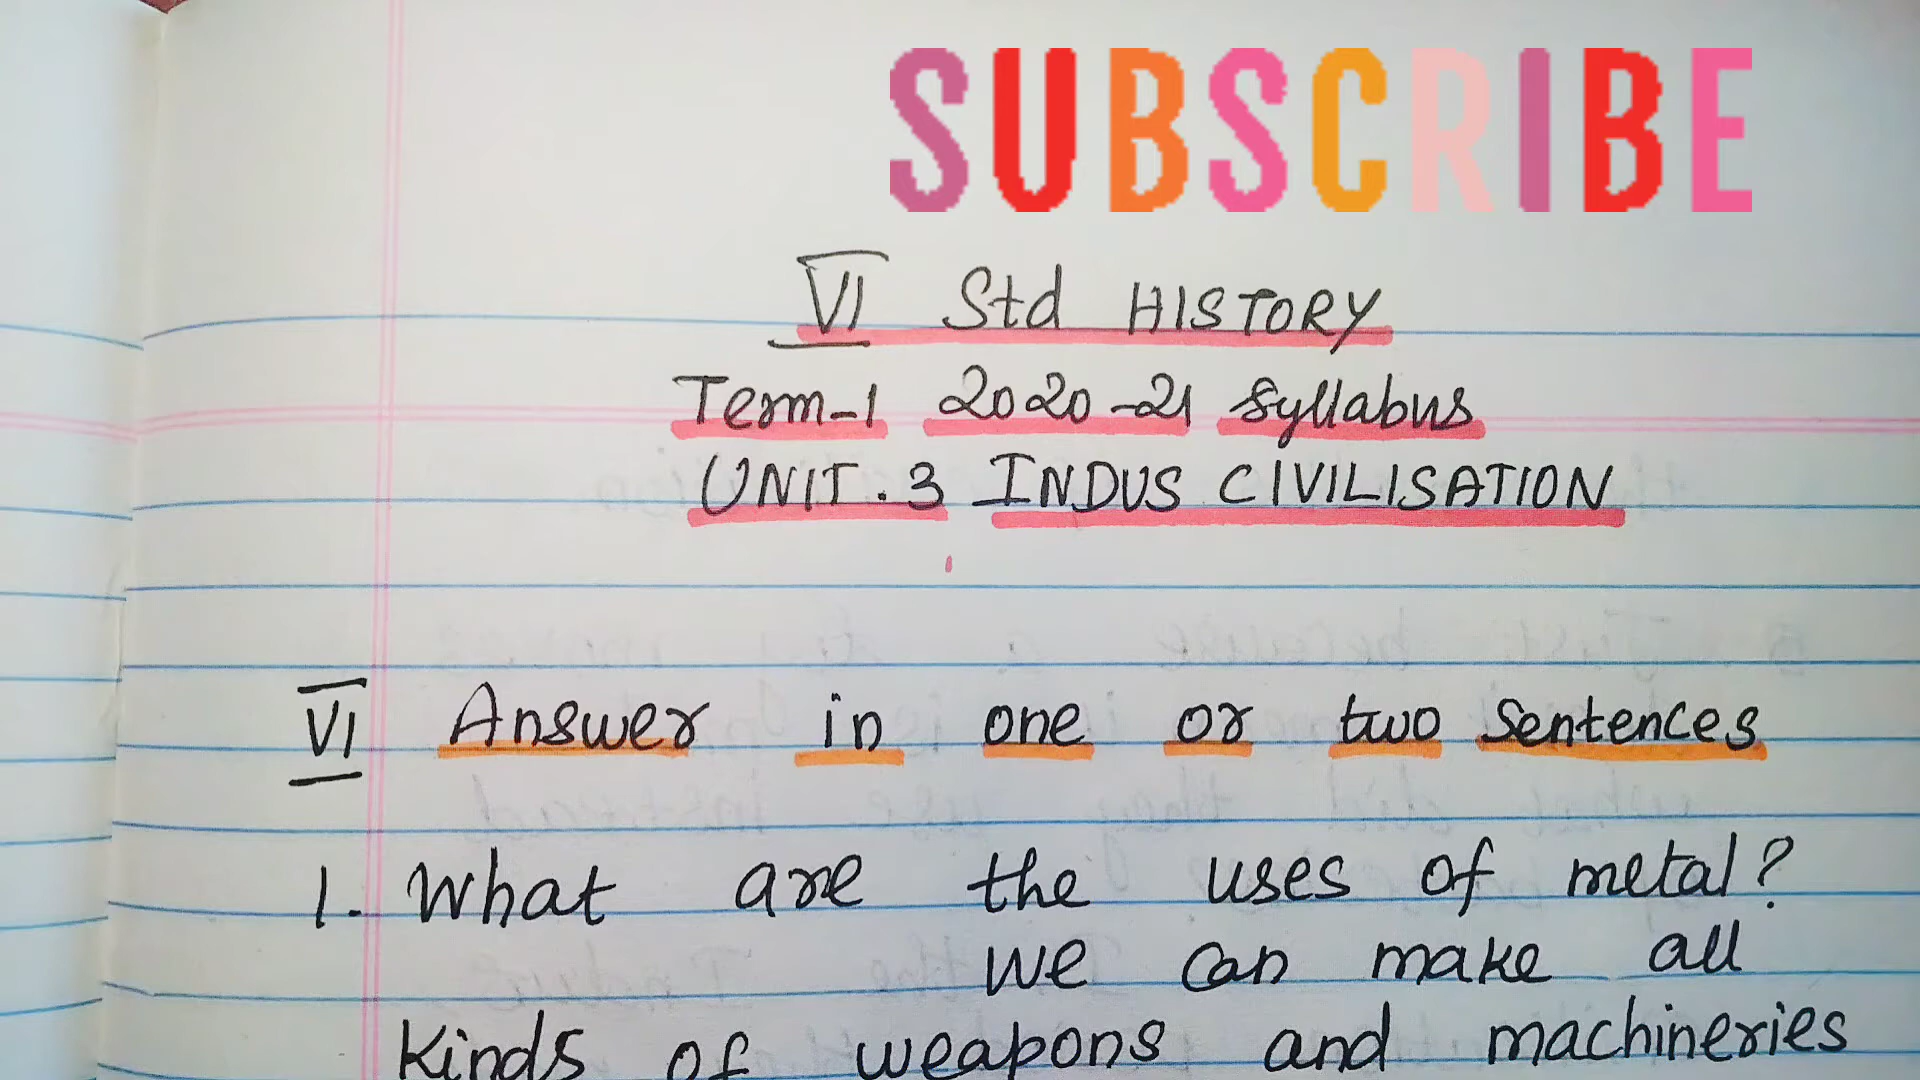 SUBSCRIBE
VI Std HISTORY
Term-1 2020-21 Syllabus
UNIT.3 INDUS CIVILISATION
VI Answer in one or two Sentences
1. What are the uses of metal?
we can make all
kinds of weapons and machineries